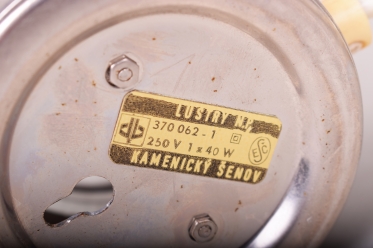 LUSTRY N.P.
370 062 - 1
250 V 1 x 40 W
KAMENICKÝ ŠENOV